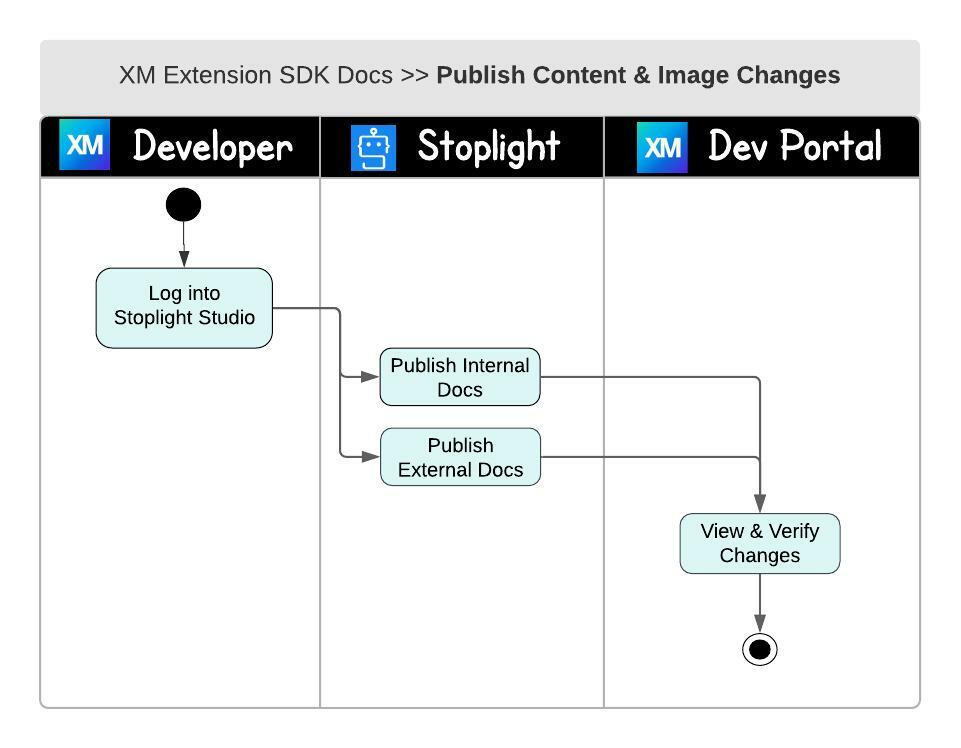 XM Extension SDK Docs >> Publish Content & Image Changes
XM Developer
Stoplight
XM Dev Portal
Log into
Stoplight Studio
Publish Internal
Docs
Publish
External Docs
View & Verify
Changes